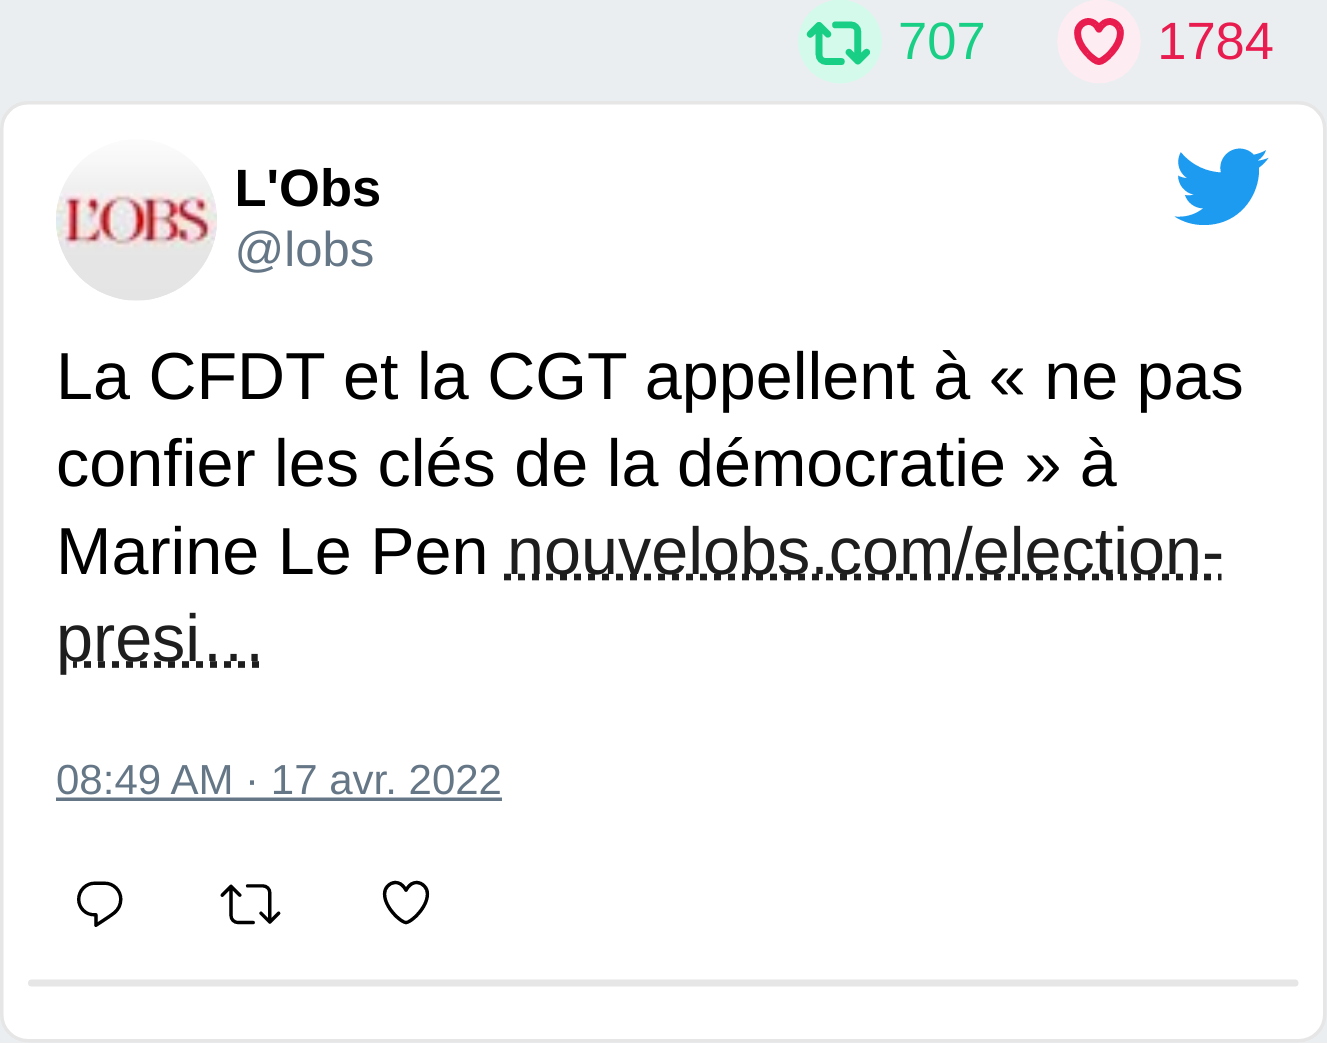 707 1784
L'OBS
L'Obs
@lobs
La CFDT et la CGT appellent à « ne pas
confier les clés de la démocratie » à
Marine Le Pen nouvelobs.com/election-
presi…
08:49 AM · 17 avr. 2022